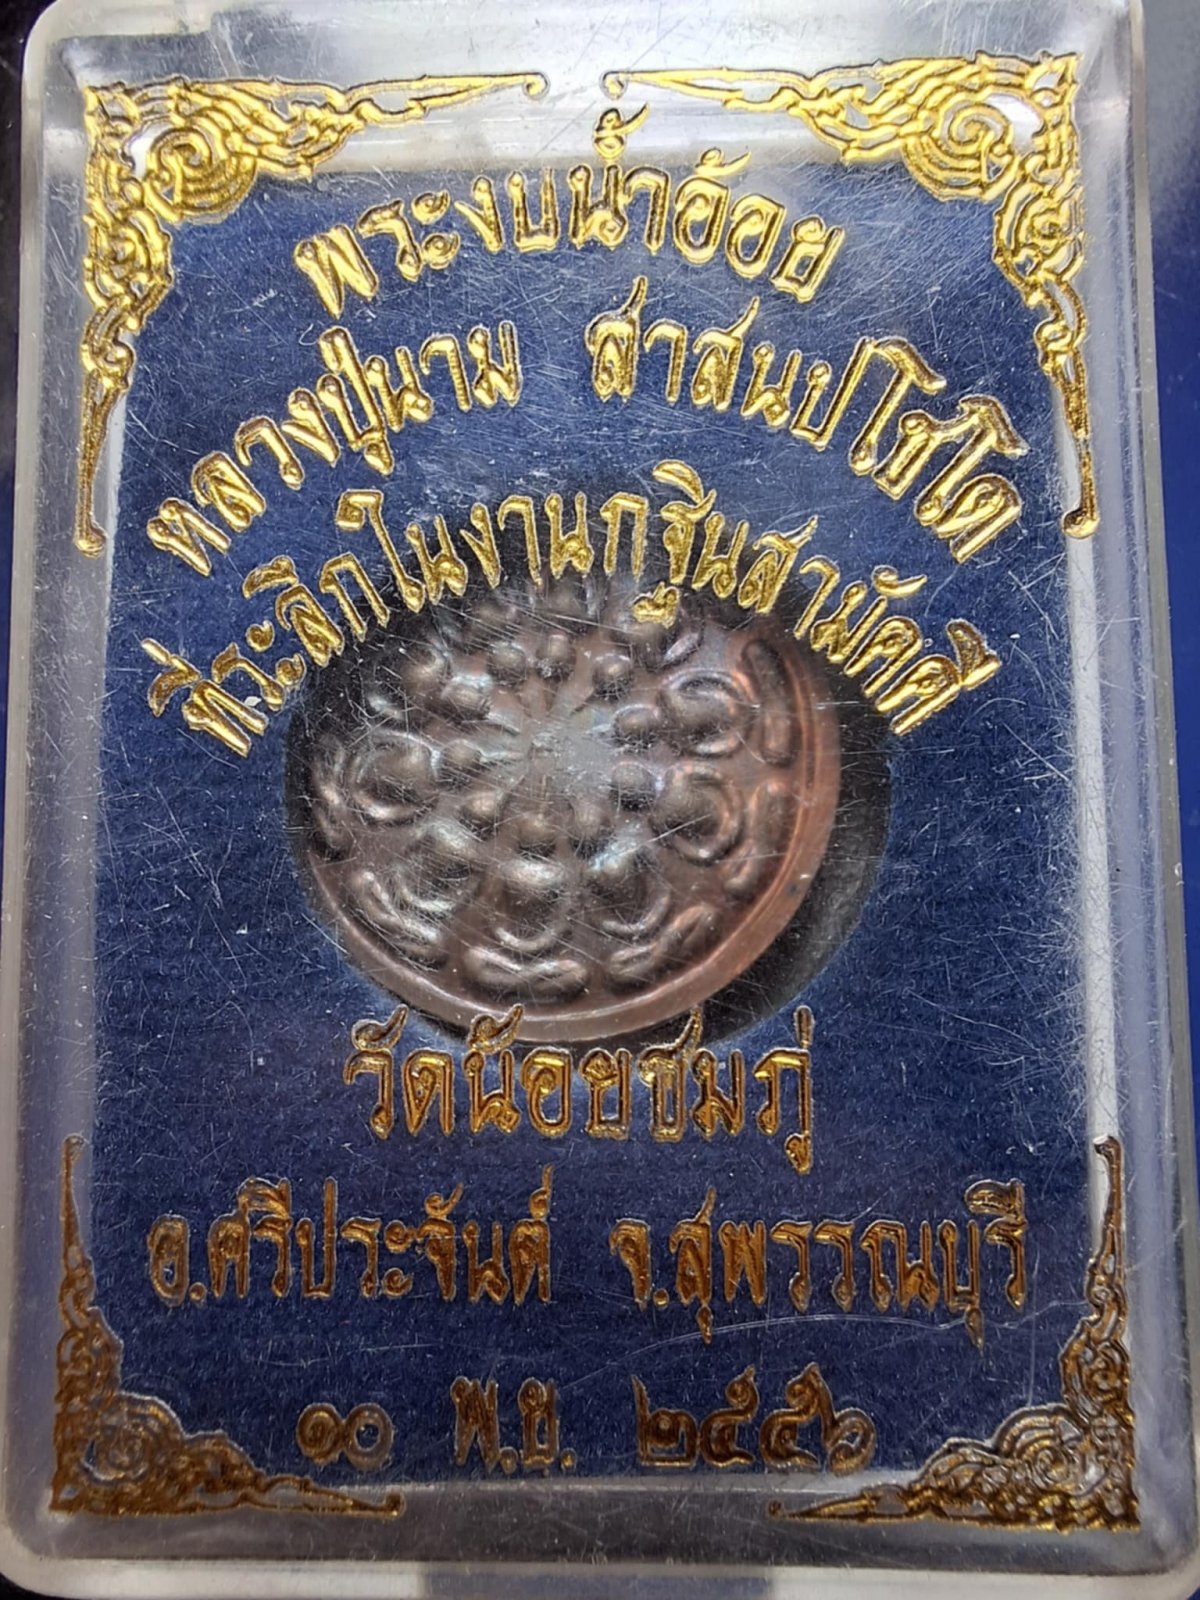 พระงบน้ำอ้อย
หลวงปู่นาม สาสนปโชโต
ที่ระลึกในงานกฐินสามัคคี
วัดน้อยชมภู่
อ.ศรีประจันต์ จ.สุพรรณบุรี
๑๐ พ.ย. ๒๕๕๖